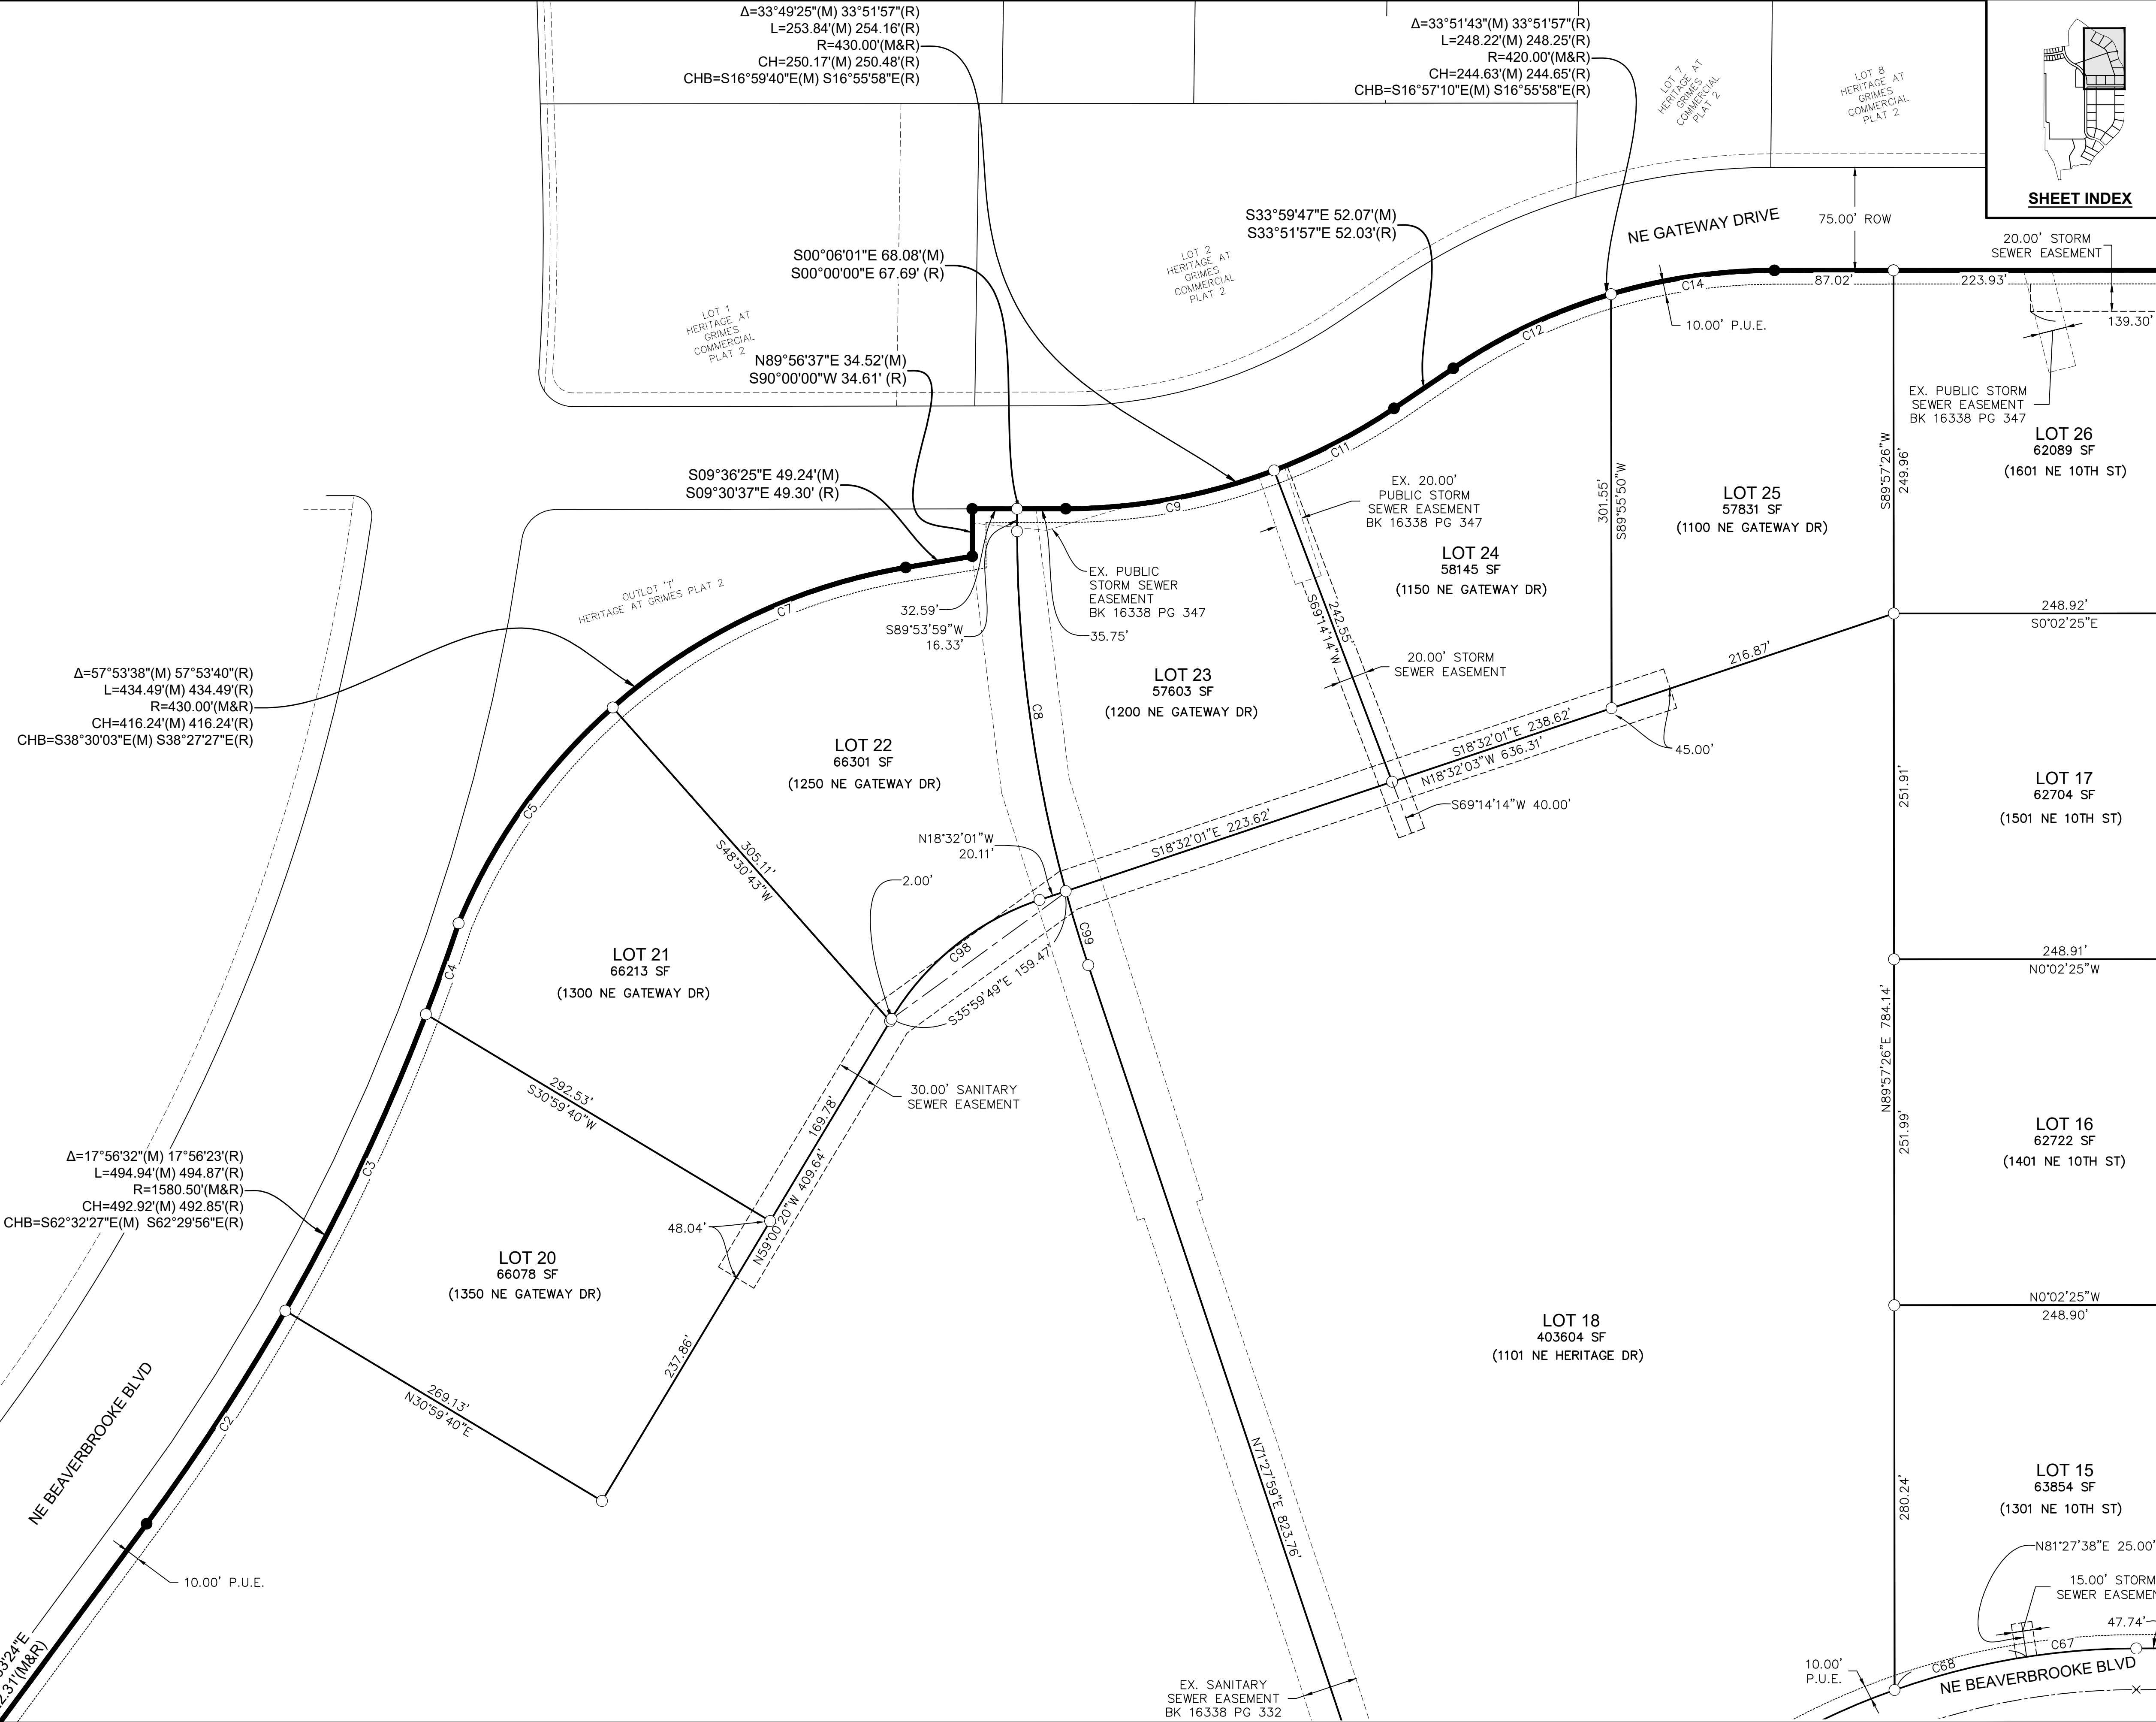 Δ=33°49'25"(M) 33°51'57"(R)
L=253.84'(M) 254.16'(R)
R=430.00'(M&R)
CH=250.17'(M) 250.48'(R)
CHB=S16°59'40"E(M) S16°55'58"E(R)
Δ=33°51'43"(M) 33°51'57"(R)
L=248.22'(M) 248.25'(R)
R=420.00'(M&R)
CH=244.63'(M) 244.65'(R)
CHB=S16°57'10"E(M) S16°55'58"E(R)
LOT 7
HERITAGE AT
GRIMES
COMMERCIAL
PLAT 2
LOT 8
HERITAGE AT
GRIMES
COMMERCIAL
PLAT 2
SHEET INDEX
S33°59'47"E 52.07'(M)
S33°51'57"E 52.03'(R)
NE GATEWAY DRIVE
75.00' ROW
20.00' STORM
SEWER EASEMENT
S00°06'01"E 68.08'(M)
S00°00'00"E 67.69' (R)
LOT 2
HERITAGE AT
GRIMES
COMMERCIAL
PLAT 2
LOT 1
HERITAGE AT
GRIMES
COMMERCIAL
PLAT 2
C14
87.02'
223.93'
139.30'
10.00' P.U.E.
C12
N89°56'37"E 34.52'(M)
S90°00'00"W 34.61' (R)
EX. PUBLIC STORM
SEWER EASEMENT
BK 16338 PG 347
LOT 26
62089 SF
(1601 NE 10TH ST)
S89°57'26"W
249.96'
C11
S09°36'25"E 49.24'(M)
S09°30'37"E 49.30' (R)
EX. 20.00'
PUBLIC STORM
SEWER EASEMENT
BK 16338 PG 347
301.55'
S89°55'50"W
LOT 25
57831 SF
(1100 NE GATEWAY DR)
C9
LOT 24
58145 SF
(1150 NE GATEWAY DR)
OUTLOT 'T'
HERITAGE AT GRIMES PLAT 2
C7
EX. PUBLIC
STORM SEWER
EASEMENT
BK 16338 PG 347
32.59'
S89°53'59"W
16.33'
35.75'
242.55'
S69°14'14"W
248.92'
S0°02'25"E
216.87'
20.00' STORM
SEWER EASEMENT
LOT 23
57603 SF
(1200 NE GATEWAY DR)
Δ=57°53'38"(M) 57°53'40"(R)
L=434.49'(M) 434.49'(R)
R=430.00'(M&R)
CH=416.24'(M) 416.24'(R)
CHB=S38°30'03"E(M) S38°27'27"E(R)
C8
LOT 22
66301 SF
(1250 NE GATEWAY DR)
S18°32'01"E 238.62'
N18°32'03"W 636.31'
45.00'
LOT 17
62704 SF
(1501 NE 10TH ST)
251.91'
C5
S69°14'14"W 40.00'
S18°32'01"E 223.62'
N18°32'01"W
20.11'
305.11'
S48°30'43"W
2.00'
C98
C99
S35°59'49"E 159.47'
LOT 21
66213 SF
(1300 NE GATEWAY DR)
C4
248.91'
N0°02'25"W
N89°57'26"E 784.14'
30.00' SANITARY
SEWER EASEMENT
292.53'
S30°59'40"W
169.78'
N59°00'20"W 409.64'
LOT 16
62722 SF
(1401 NE 10TH ST)
251.99'
Δ=17°56'32"(M) 17°56'23"(R)
L=494.94'(M) 494.87'(R)
R=1580.50'(M&R)
CH=492.92'(M) 492.85'(R)
CHB=S62°32'27"E(M) S62°29'56"E(R)
C3
48.04'
LOT 20
66078 SF
(1350 NE GATEWAY DR)
N0°02'25"W
248.90'
LOT 18
403604 SF
(1101 NE HERITAGE DR)
237.86'
269.13'
N30°59'40"E
C2
NE BEAVERBROOKE BLVD
N71°27'59"E 823.76'
LOT 15
63854 SF
(1301 NE 10TH ST)
280.24'
N81°27'38"E 25.00'
10.00' P.U.E.
15.00' STORM
SEWER
47.74'
C67
C68
10.00'
P.U.E.
NE BEAVERBROOKE BLVD
EX. SANITARY
SEWER EASEMENT
BK 16338 PG 332